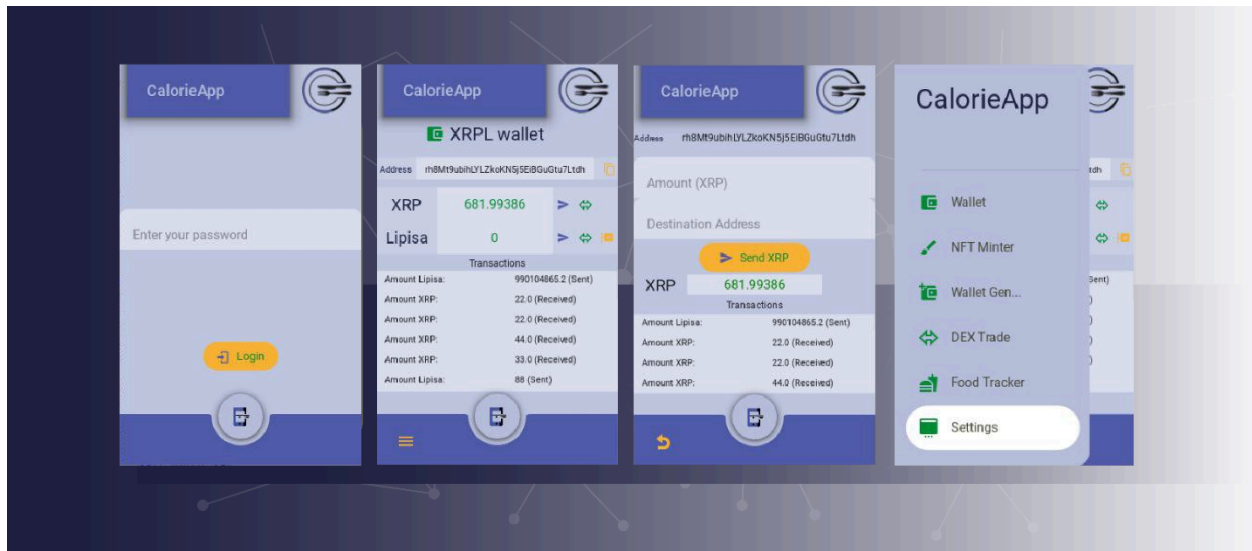 CalorieApp
Enter your password
Login
CalorieApp
XRPL wallet
Address rh8Mt9ubihLYLZkoKN5j5EiBGuGtu7Ltdh
XRP 681.99386
Lipisa 0
Transactions
Amount Lipisa: 990104865.2 (Sent)
Amount XRP: 22.0 (Received)
Amount XRP: 22.0 (Received)
Amount XRP: 44.0 (Received)
Amount XRP: 33.0 (Received)
Amount Lipisa: 88 (Sent)
CalorieApp
Address rh8Mt9ubihLYLZkoKN5j5EiBGuGtu7Ltdh
Amount (XRP)
Destination Address
Send XRP
XRP 681.99386
Transactions
Amount Lipisa: 990104865.2 (Sent)
Amount XRP: 22.0 (Received)
Amount XRP: 22.0 (Received)
Amount XRP: 44.0 (Received)
CalorieApp
tdh
Wallet
NFT Minter
Sent)
Wallet Gen...
DEX Trade
Food Tracker
Settings